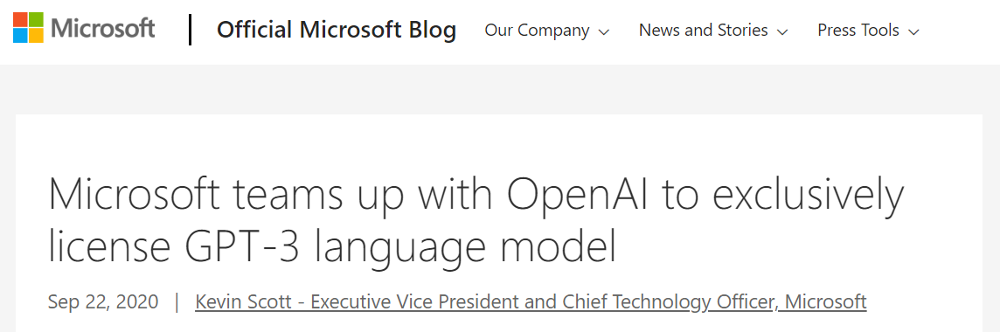 Microsoft | Official Microsoft Blog Our Company News and Stories Press Tools
Microsoft teams up with OpenAI to exclusively
license GPT-3 language model
Sep 22, 2020 | Kevin Scott - Executive Vice President and Chief Technology Officer, Microsoft